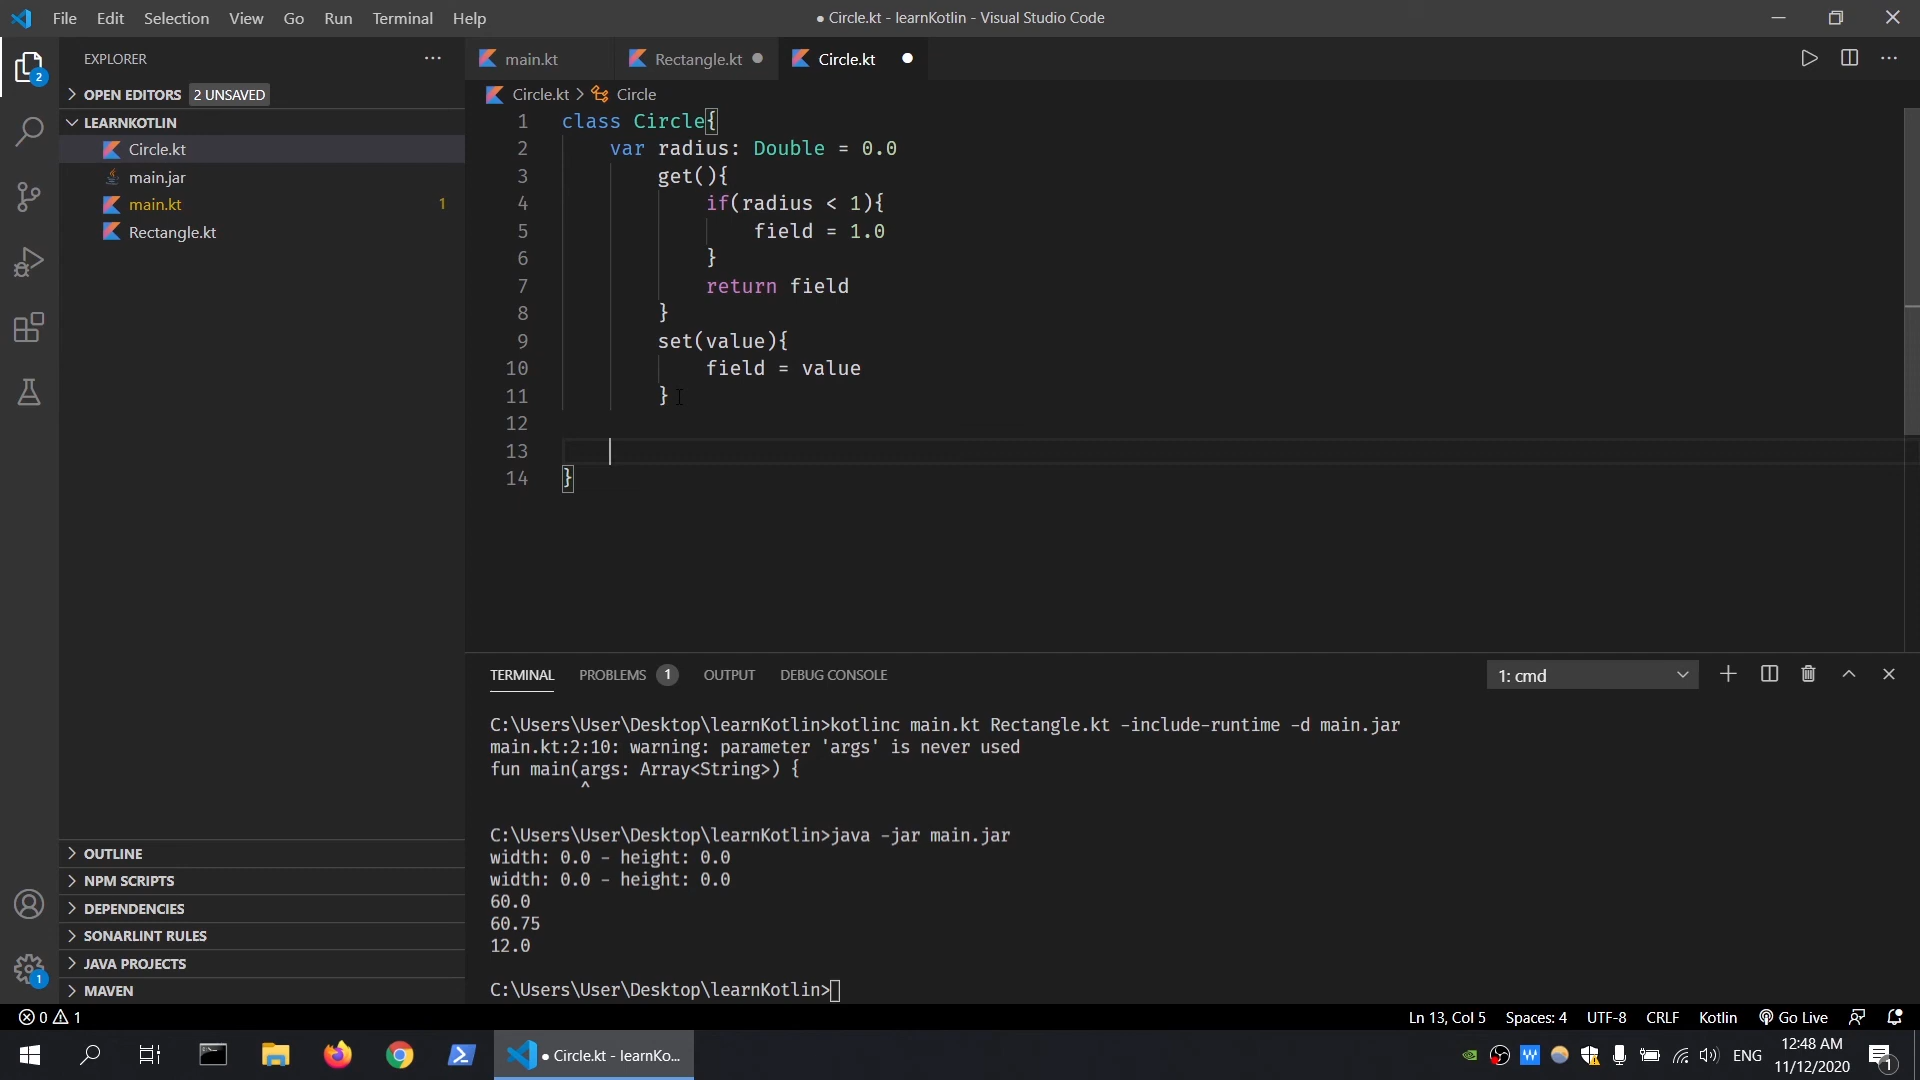 File Edit Selection View Go Run Terminal Help
● Circle.kt - learnKotlin - Visual Studio Code
EXPLORER
OPEN EDITORS 2 UNSAVED
LEARNKOTLIN
Circle.kt
main.jar
main.kt 1
Rectangle.kt
OUTLINE
NPM SCRIPTS
DEPENDENCIES
SONARLINT RULES
JAVA PROJECTS
MAVEN
2
1
main.kt Rectangle.kt Circle.kt
Circle.kt > Circle
1 class Circle{
2 var radius: Double = 0.0
3 get(){
4 if(radius < 1){
5 field = 1.0
6 }
7 return field
8 }
9 set(value){
10 field = value
11 }
12
13
14 }
TERMINAL PROBLEMS 1 OUTPUT DEBUG CONSOLE
1: cmd
C:\Users\User\Desktop\learnKotlin>kotlinc main.kt Rectangle.kt -include-runtime -d main.jar
main.kt:2:10: warning: parameter 'args' is never used
fun main(args: Array<String>) {
^
C:\Users\User\Desktop\learnKotlin>java -jar main.jar
width: 0.0 - height: 0.0
width: 0.0 - height: 0.0
60.0
60.75
12.0
C:\Users\User\Desktop\learnKotlin>
0 1
Ln 13, Col 5 Spaces: 4 UTF-8 CRLF Kotlin Go Live
● Circle.kt - learnKo...
ENG
12:48 AM
11/12/2020
1